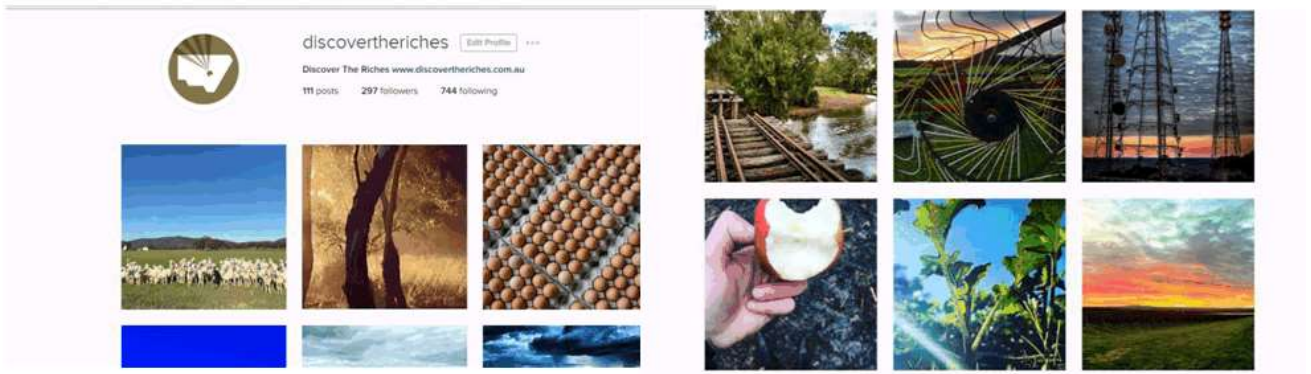 discovertheriches Edit Profile
Discover The Riches www.discovertheriches.com.au
111 posts 297 followers 744 following